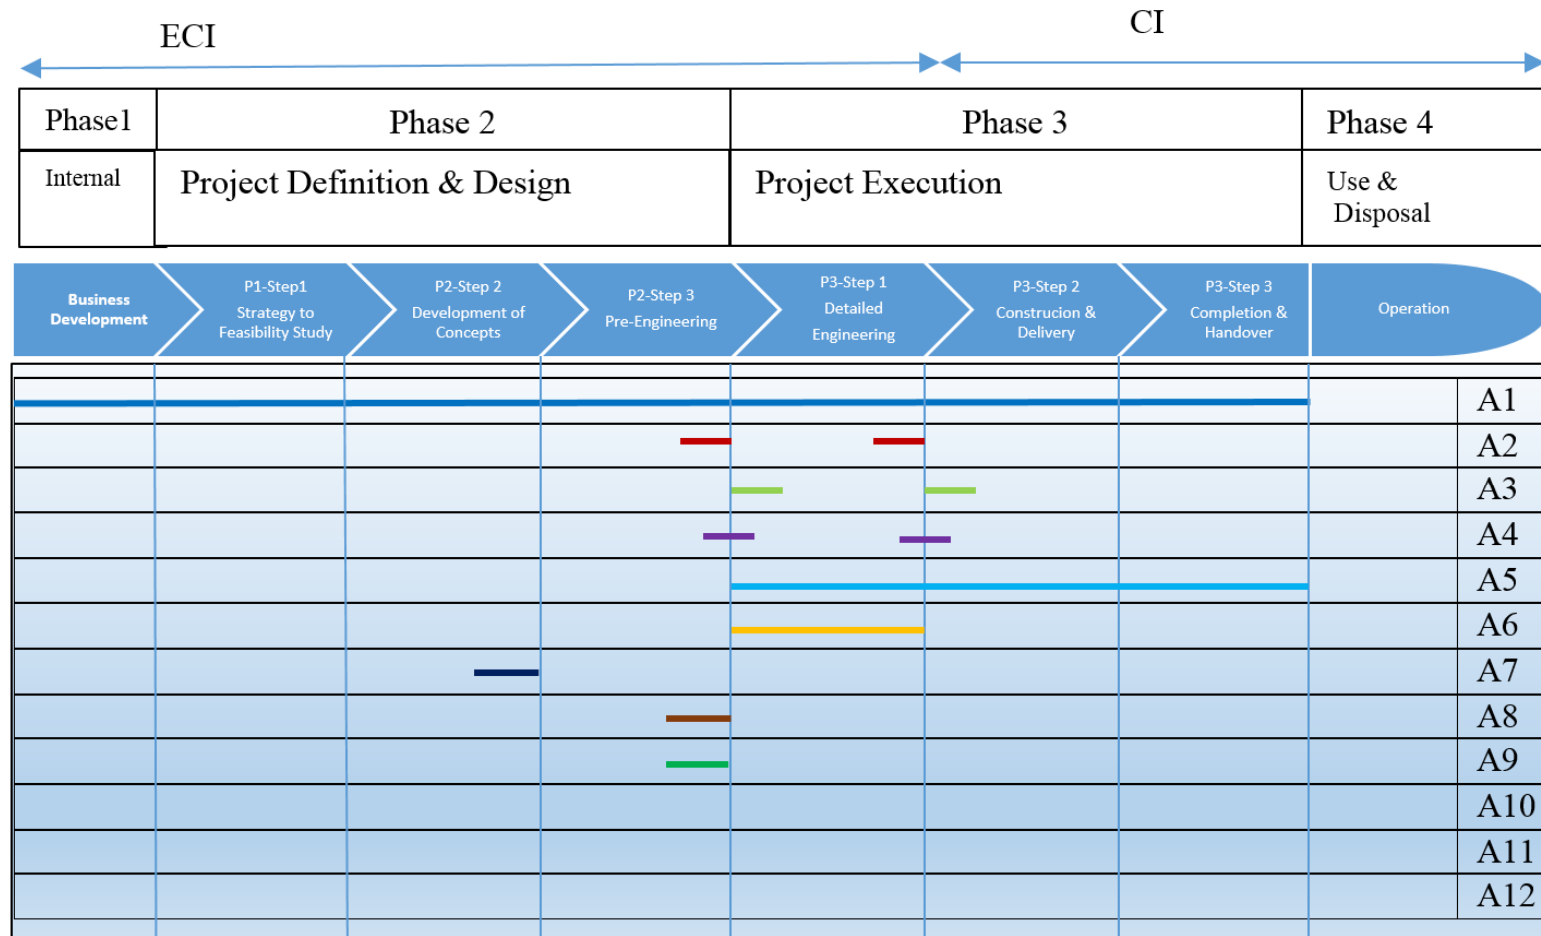 ECI
CI
Phase1
Phase 2
Phase 3
Phase 4
Internal
Project Definition & Design
Project Execution
Use &
Disposal
Business
Development
P1-Step1
Strategy to
Feasibility Study
P2-Step 2
Development of
Concepts
P2-Step 3
Pre-Engineering
P3-Step 1
Detailed
Engineering
P3-Step 2
Construcion &
Delivery
P3-Step 3
Completion &
Handover
Operation
A1
A2
A3
A4
A5
A6
A7
A8
A9
A10
A11
A12